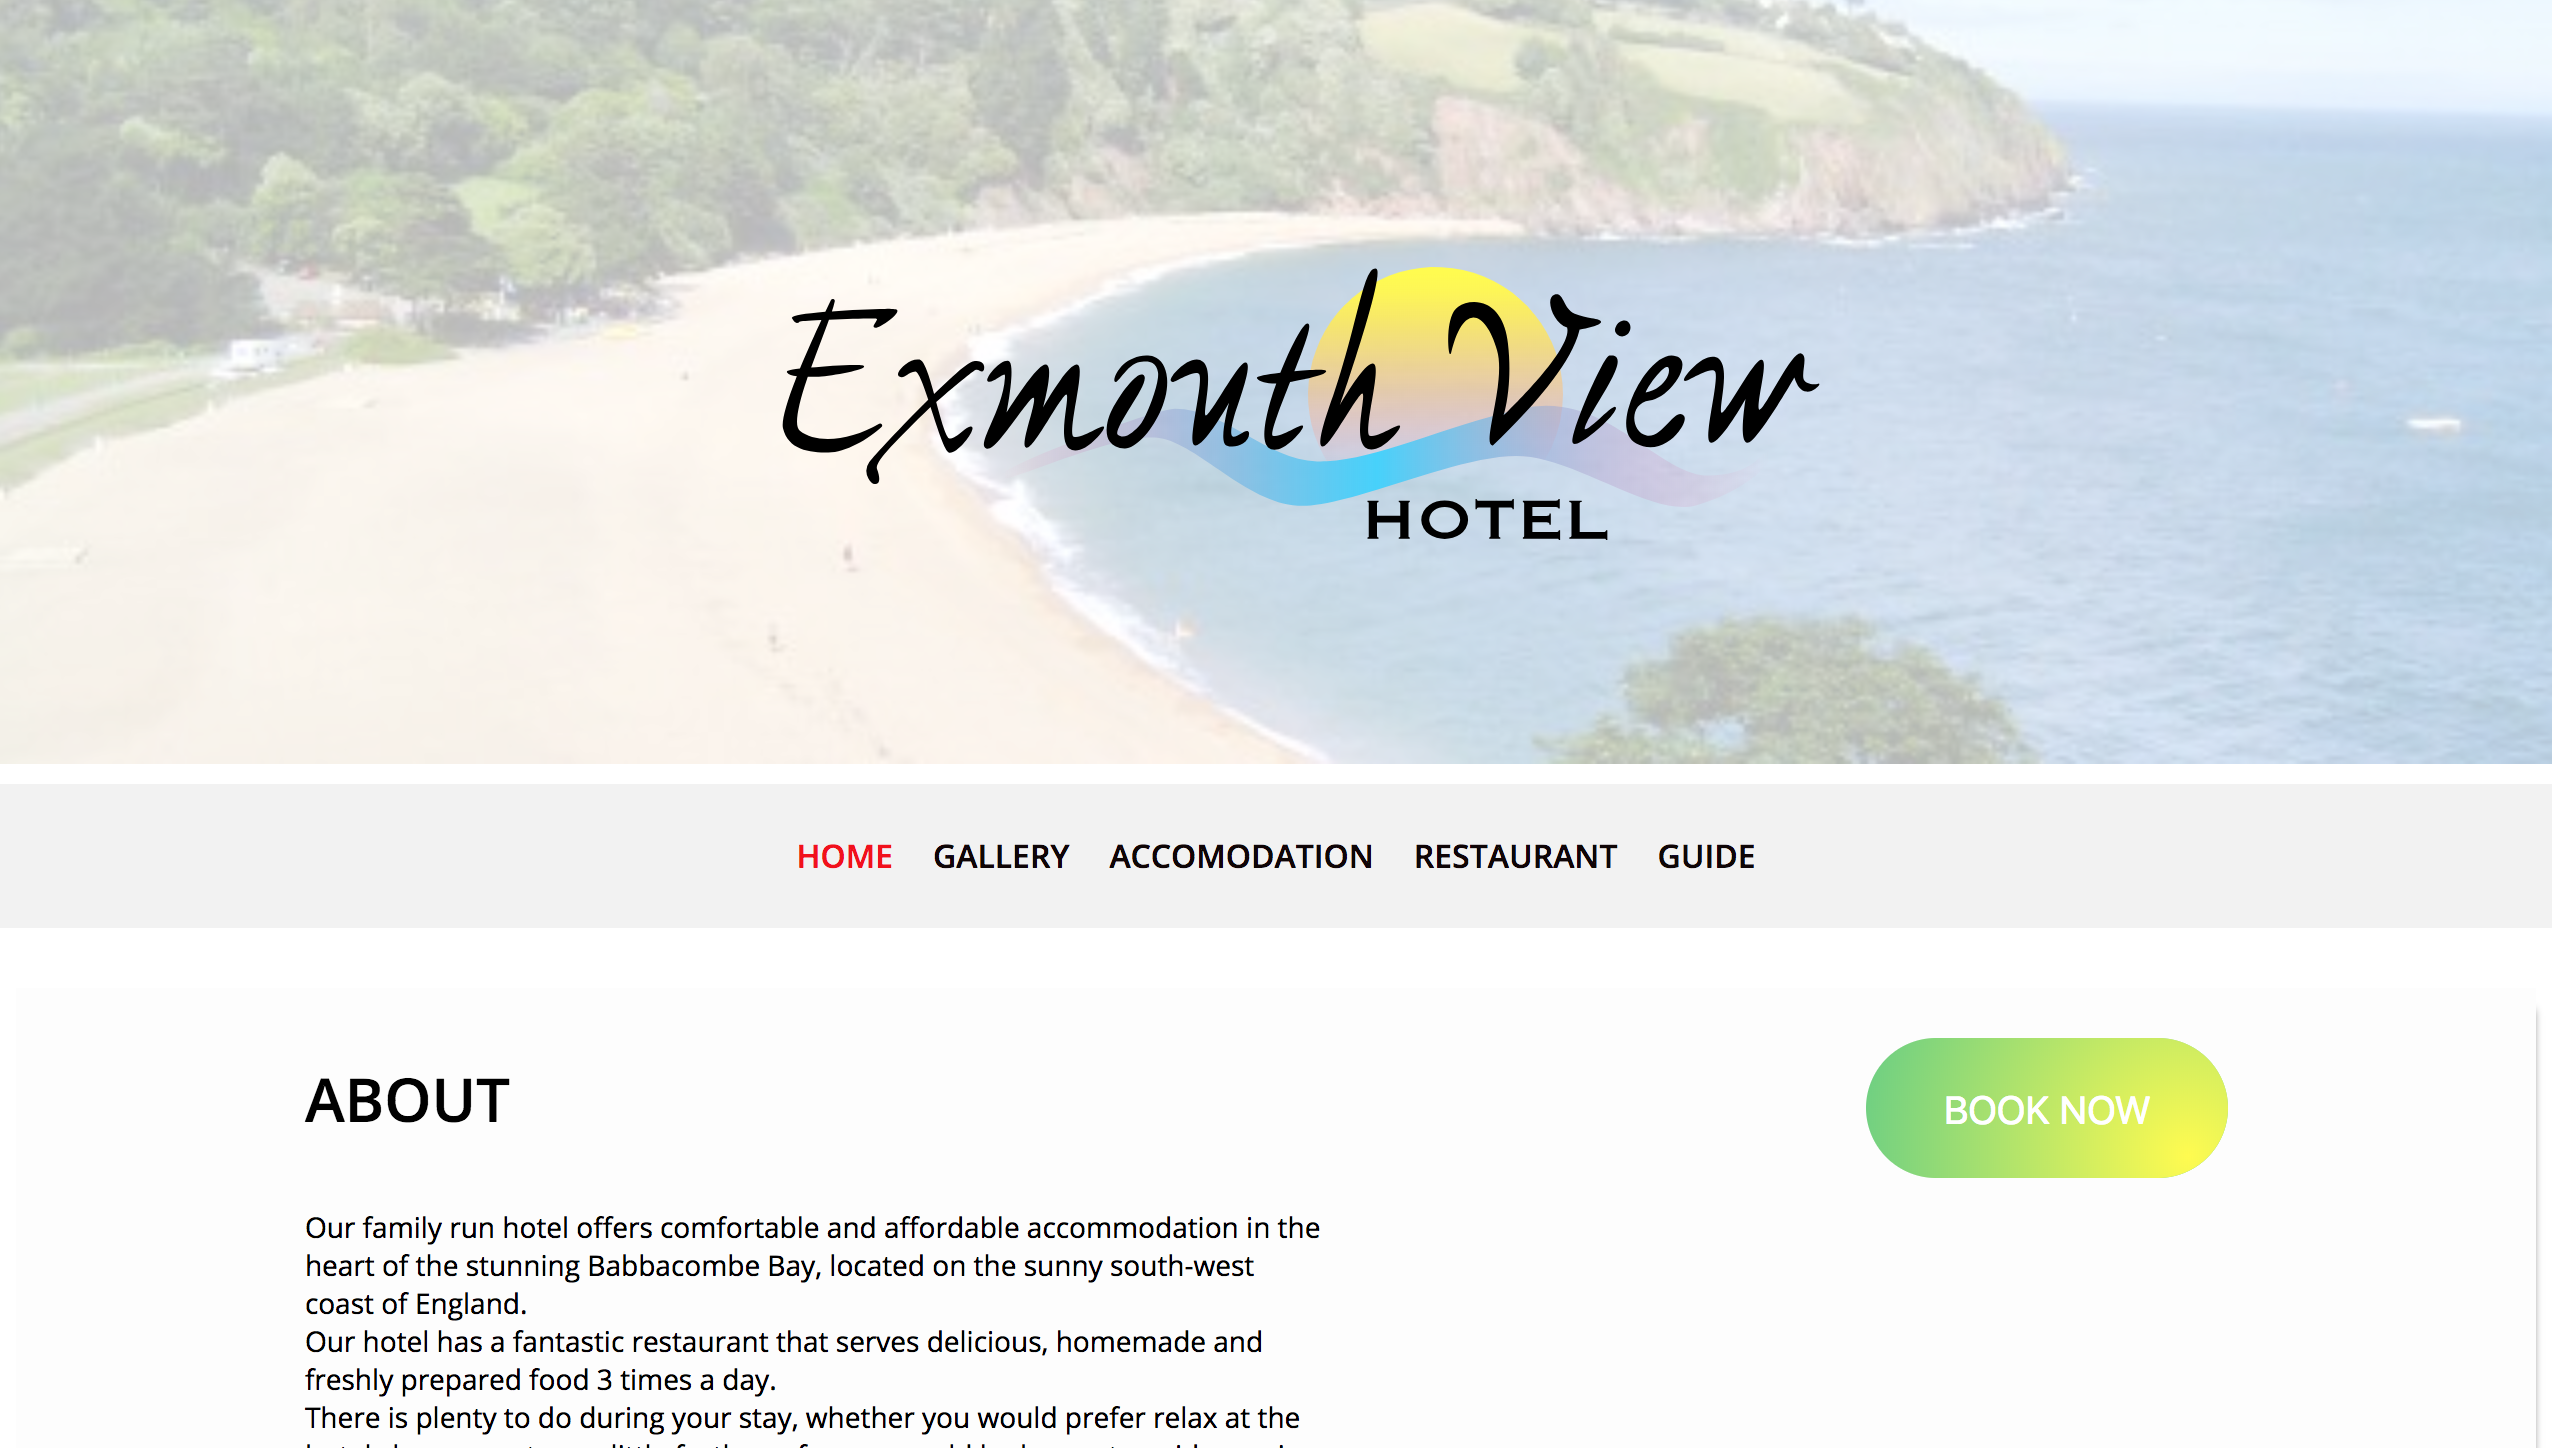 Exmouth View
HOTEL
HOME GALLERY ACCOMODATION RESTAURANT GUIDE
ABOUT
BOOK NOW
Our family run hotel offers comfortable and affordable accommodation in the
heart of the stunning Babbacombe Bay, located on the sunny south-west
coast of England.
Our hotel has a fantastic restaurant that serves delicious, homemade and
freshly prepared food 3 times a day.
There is plenty to do during your stay, whether you would prefer relax at the